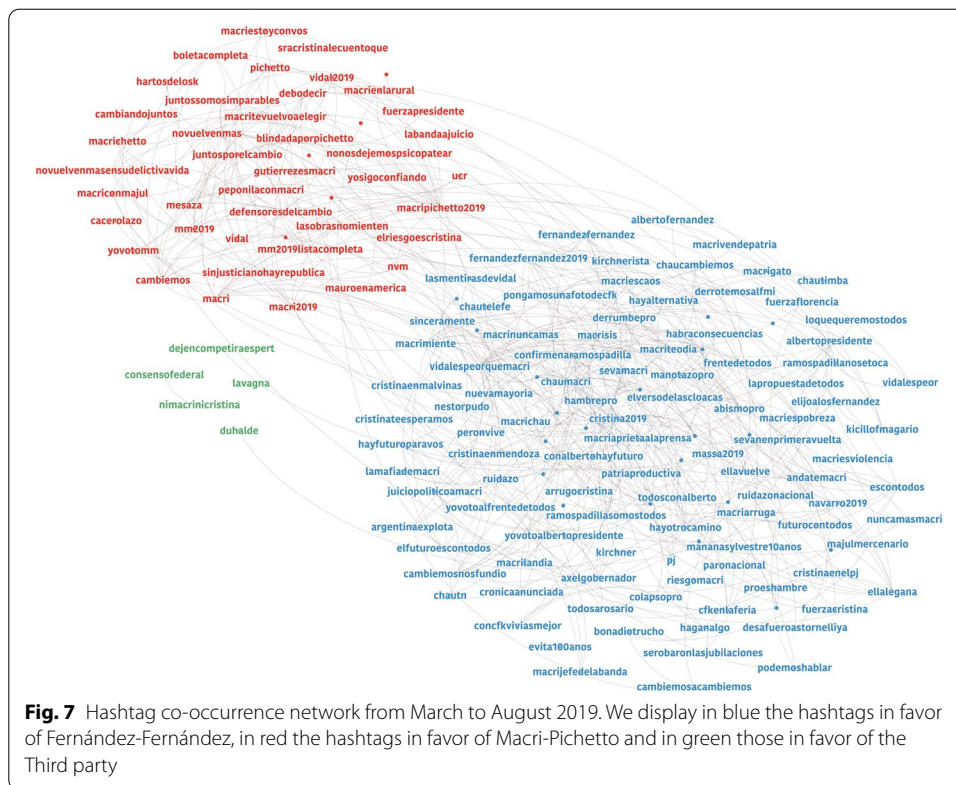 macriestoyconvos
sracristinalecuentoque
boletacompleta
pichetto
hartosdelosk
vidal2019
macrienlarural
debodecir
juntossomosimparables
cambiandojuntos
macritevuelvoaelegir
fuerzapresidente
novuelvenmas
blindadaporpichetto
labandaajuicio
macrichetto
juntosporelcambio
nonosdejemospsicopatear
novuelvenmasensudelictivavida
gutierrezesmacri
yosigoconfiando
ucr
macriconmajul
peponilaconmacri
mesaza
defensoresdelcambio
macripichetto2019
cacerolazo
mm2019
lasobrasnomienten
yovotomm
vidal
mm2019listacompleta
elriesgoescristina
cambiemos
sinjusticianohayrepublica
nvm
mauroenamerica
macri
macri2019
dejencompetiraespert
consensofederal
lavagna
nimacrinicristina
duhalde
albertofernandez
fernandezfernandez
macrivendepatria
fernandezfernandez2019
kirchnerista
chaucambiemos
macrigato
lasmentirasdevidal
macriescaos
chautimba
chautelefe
pongamosunafotodecfk
hayalternativa
derrotemosalfmi
fuerzaflorencia
sinceramente
derrumbepro
loquequeremostodos
macrinuncamas
macrisis
habraconsecuencias
macrimiente
albertopresidente
confirmenaramospadilla
macriteodia
frentedetodos
vidalespeorquemacri
sevamacri
ramospadillanosetoca
cristinaenmalvinas
chaumacri
manotazopro
lapropuestadetodos
vidalespeor
nuevamayoria
hambrepro
elversodelascloacas
elijoalosfernandez
nestorpudo
abismopro
cristinateesperamos
macrichau
cristina2019
macriespobreza
kicillofmagario
peronvive
macriaprietaalaprensa
sevanenprimeravuelta
hayfuturoparavos
cristinaenmendoza
conalbertohayfuturo
massa2019
macriesviolencia
lamafiademacri
patriaproductiva
ellavuelve
andatemacri
ruidazo
escontodos
juiciopoliticoamacri
arrugocristina
todosconalberto
ruidazonacional
navarro2019
yovotoalfrentedetodos
macriarruga
ramospadillasomostodos
futurocontodos
nuncamasmacri
argentinaexplota
hayotrocamino
yovotoalbertopresidente
mananasylvestre10anos
majulmercenario
elfuturoescontodos
kirchner
macrilandia
pj
paronacional
cristinaenelpj
cambiemosnosfundio
axelgobernador
riesgomacri
proeshambre
ellalegana
chautn
cronicaanunciada
colapsopro
todosarosario
cfkenlaferia
fuerzacristina
concfkviviasmejor
haganalgo
desafueroastornelliya
bonadiotrucho
evita100anos
serobaronlasjubilaciones
podemoshablar
macrijefedelabanda
cambiemosacambiemos
Fig. 7 Hashtag co-occurrence network from March to August 2019. We display in blue the hashtags in favor
of Fernández-Fernández, in red the hashtags in favor of Macri-Pichetto and in green those in favor of the
Third party